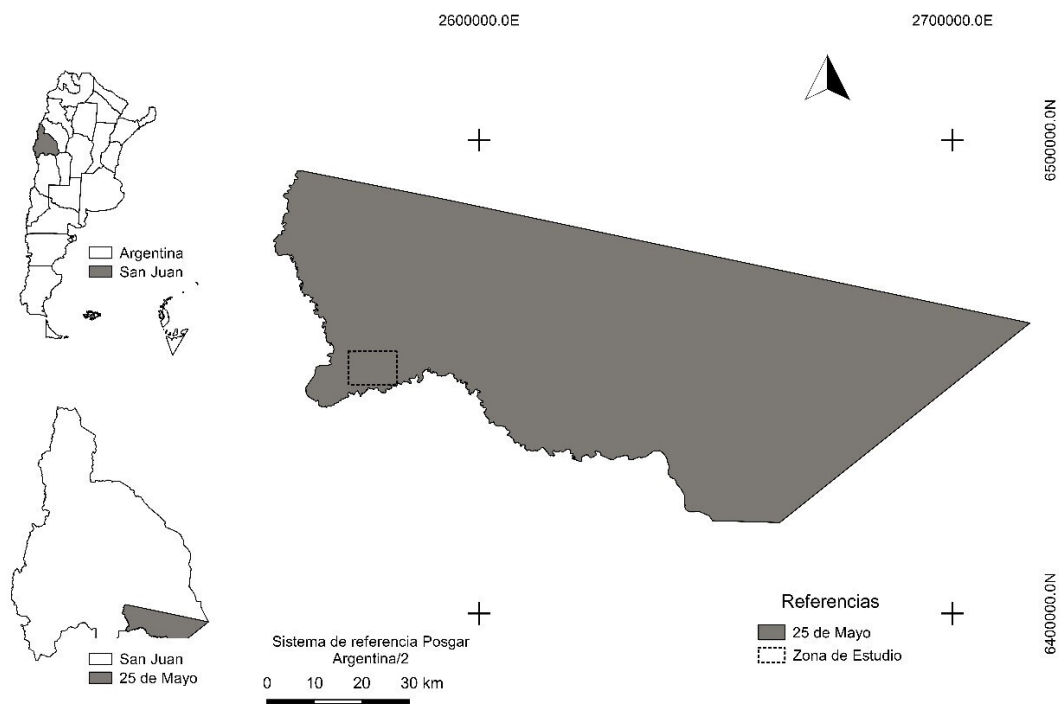 2600000.0E
2700000.0E
6500000.0N
Argentina
San Juan
6400000.0N
Referencias
25 de Mayo
Zona de Estudio
Sistema de referencia Posgar
Argentina/2
0 10 20 30 km
San Juan
25 de Mayo